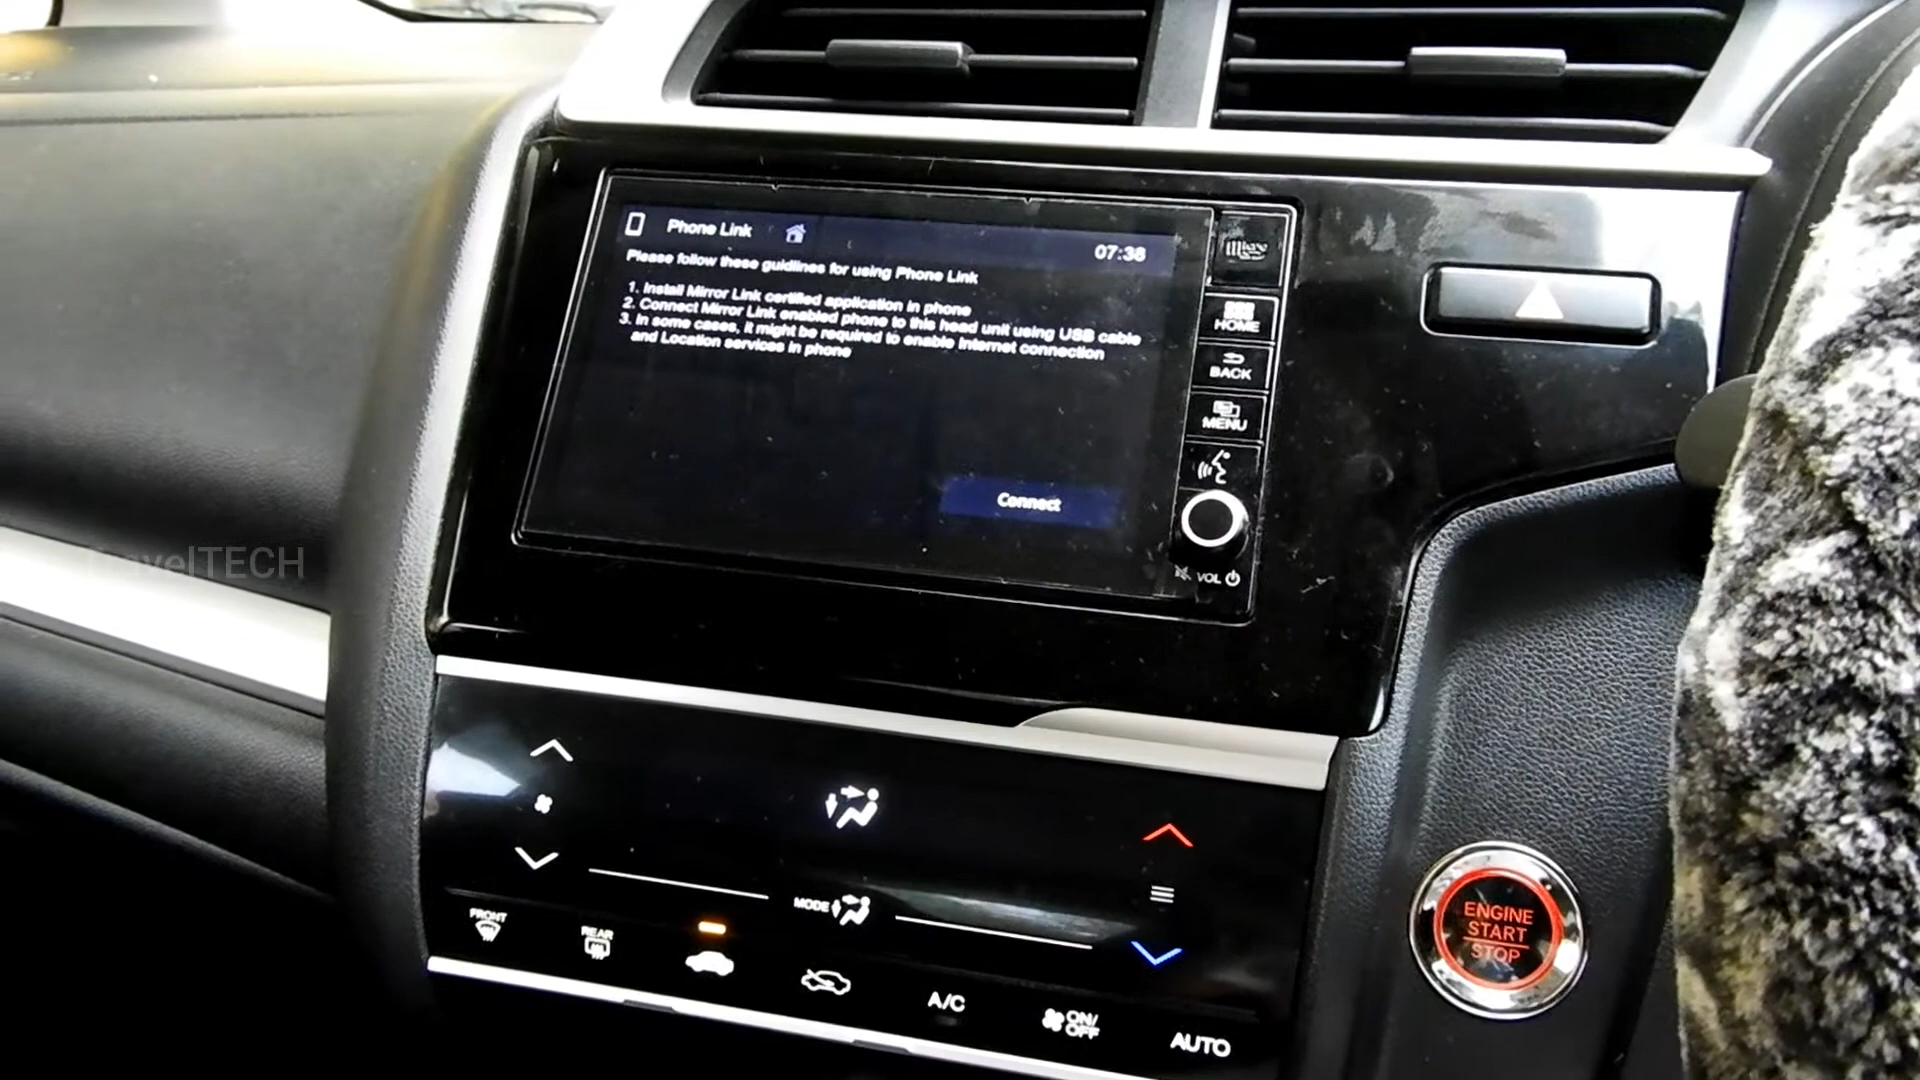 Phone Link
07:38
Please follow these guidlines for using Phone Link
1. Install Mirror Link certified application in phone
2. Connect Mirror Link enabled phone to this head unit using USB cable
3. In some cases, it might be required to enable Internet connection
and Location services in phone
Connect
HOME
BACK
MENU
VOL
TravelTECH
MODE
FRONT
REAR
A/C
ON/
OFF
AUTO
ENGINE
START
STOP